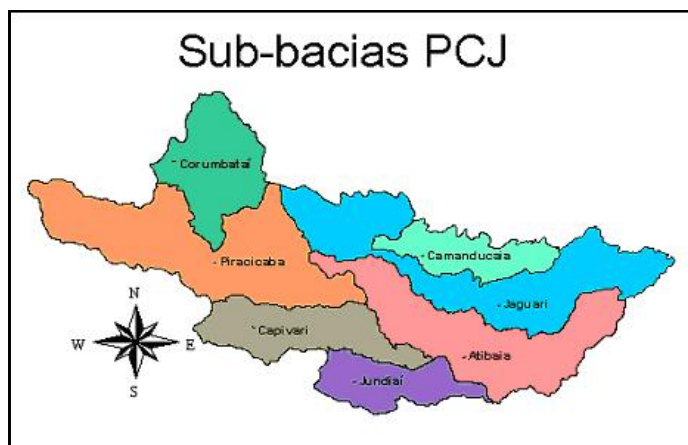 Sub-bacias PCJ
Corumbataí
Camanducaia
Piracicaba
Jaguari
Capivari
Atibaia
Jundiaí
N
W
E
S